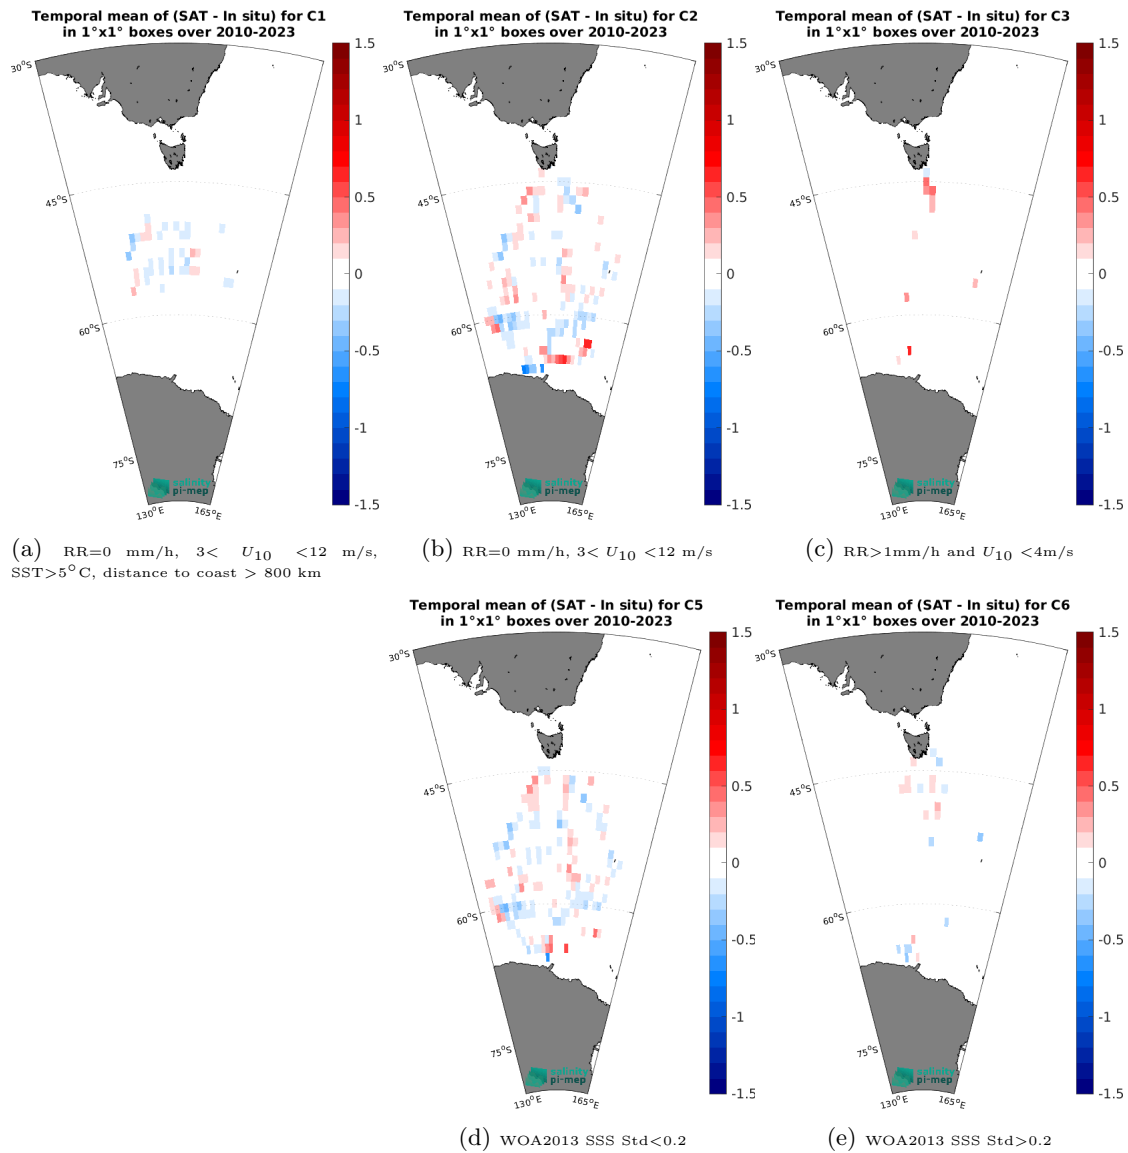 Temporal mean of (SAT - In situ) for C1
in 1°x1° boxes over 2010-2023
30°S
45°S
60°S
75°S
130°E
165°E
1.5
1
0.5
0
-0.5
-1
-1.5
salinity
pi-mep
(a) RR=0 mm/h, 3< U10 <12 m/s,
SST>5°C, distance to coast > 800 km
Temporal mean of (SAT - In situ) for C2
in 1°x1° boxes over 2010-2023
30°S
45°S
60°S
75°S
130°E
165°E
1.5
1
0.5
0
-0.5
-1
-1.5
salinity
pi-mep
(b) RR=0 mm/h, 3< U10 <12 m/s
Temporal mean of (SAT - In situ) for C3
in 1°x1° boxes over 2010-2023
30°S
45°S
60°S
75°S
130°E
165°E
1.5
1
0.5
0
-0.5
-1
-1.5
salinity
pi-mep
(c) RR>1mm/h and U10 <4m/s
Temporal mean of (SAT - In situ) for C5
in 1°x1° boxes over 2010-2023
30°S
45°S
60°S
75°S
130°E
165°E
1.5
1
0.5
0
-0.5
-1
-1.5
salinity
pi-mep
(d) WOA2013 SSS Std<0.2
Temporal mean of (SAT - In situ) for C6
in 1°x1° boxes over 2010-2023
30°S
45°S
60°S
75°S
130°E
165°E
1.5
1
0.5
0
-0.5
-1
-1.5
salinity
pi-mep
(e) WOA2013 SSS Std>0.2